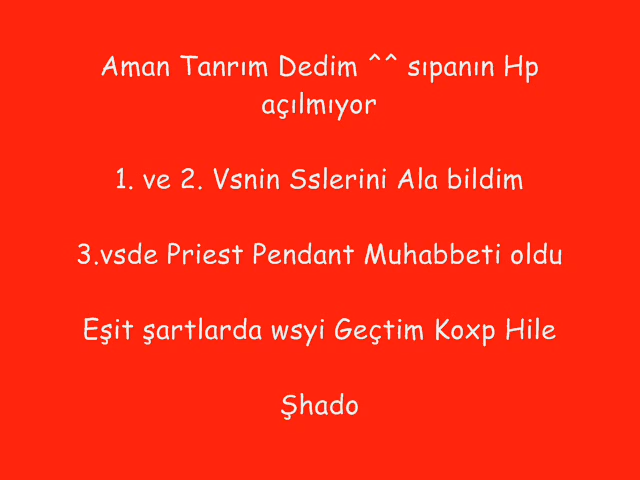 Aman Tanrım Dedim ^^ sıpanın Hp
açılmıyor
1. ve 2. Vsnin Sslerini Ala bildim
3.vsde Priest Pendant Muhabbeti oldu
Eşit şartlarda wsyi Geçtim Koxp Hile
Şhado